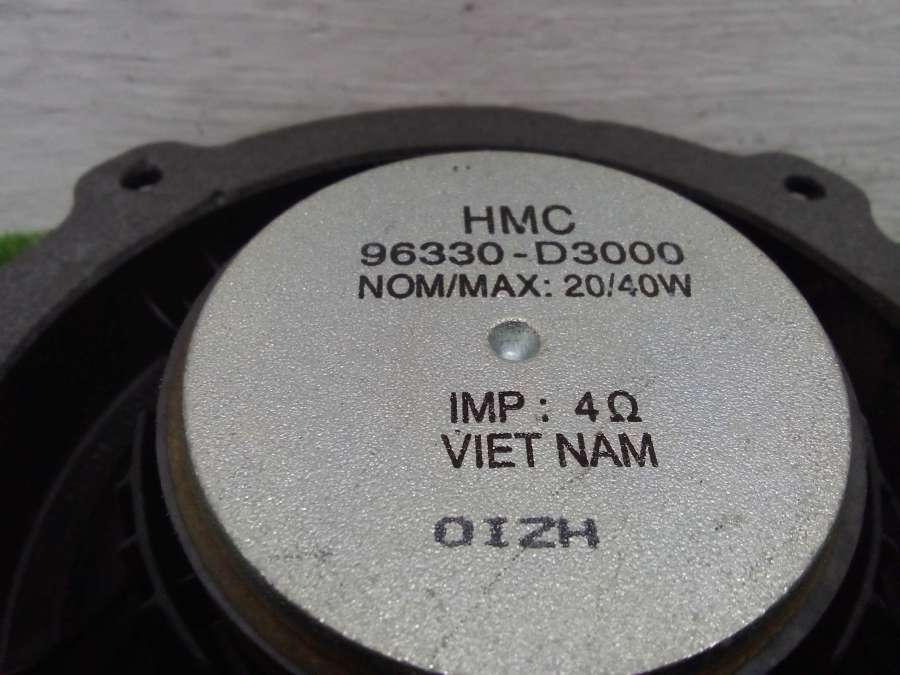 HMC
96330-D3000
NOM/MAX: 20/40W
IMP : 4Ω
VIET NAM
OIZH